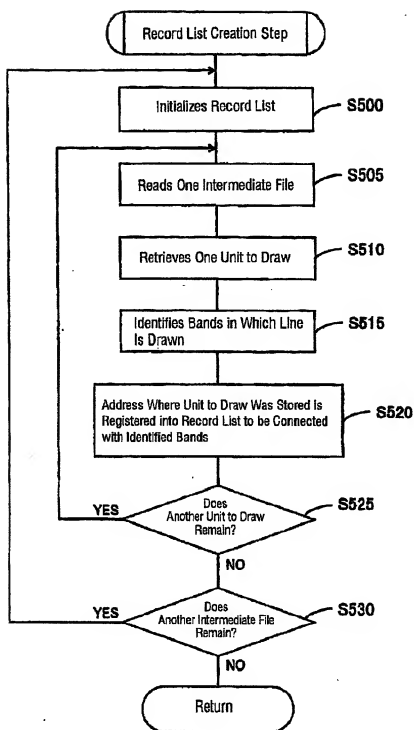 Record List Creation Step
Initializes Record List
S500
Reads One Intermediate File
S505
Retrieves One Unit to Draw
S510
Identifies Bands in Which Line
Is Drawn
S515
Address Where Unit to Draw Was Stored Is
Registered into Record List to be Connected
with Identified Bands
S520
Does
Another Unit to Draw
Remain?
S525
YES
NO
Does
Another Intermediate File
Remain?
S530
YES
NO
Return